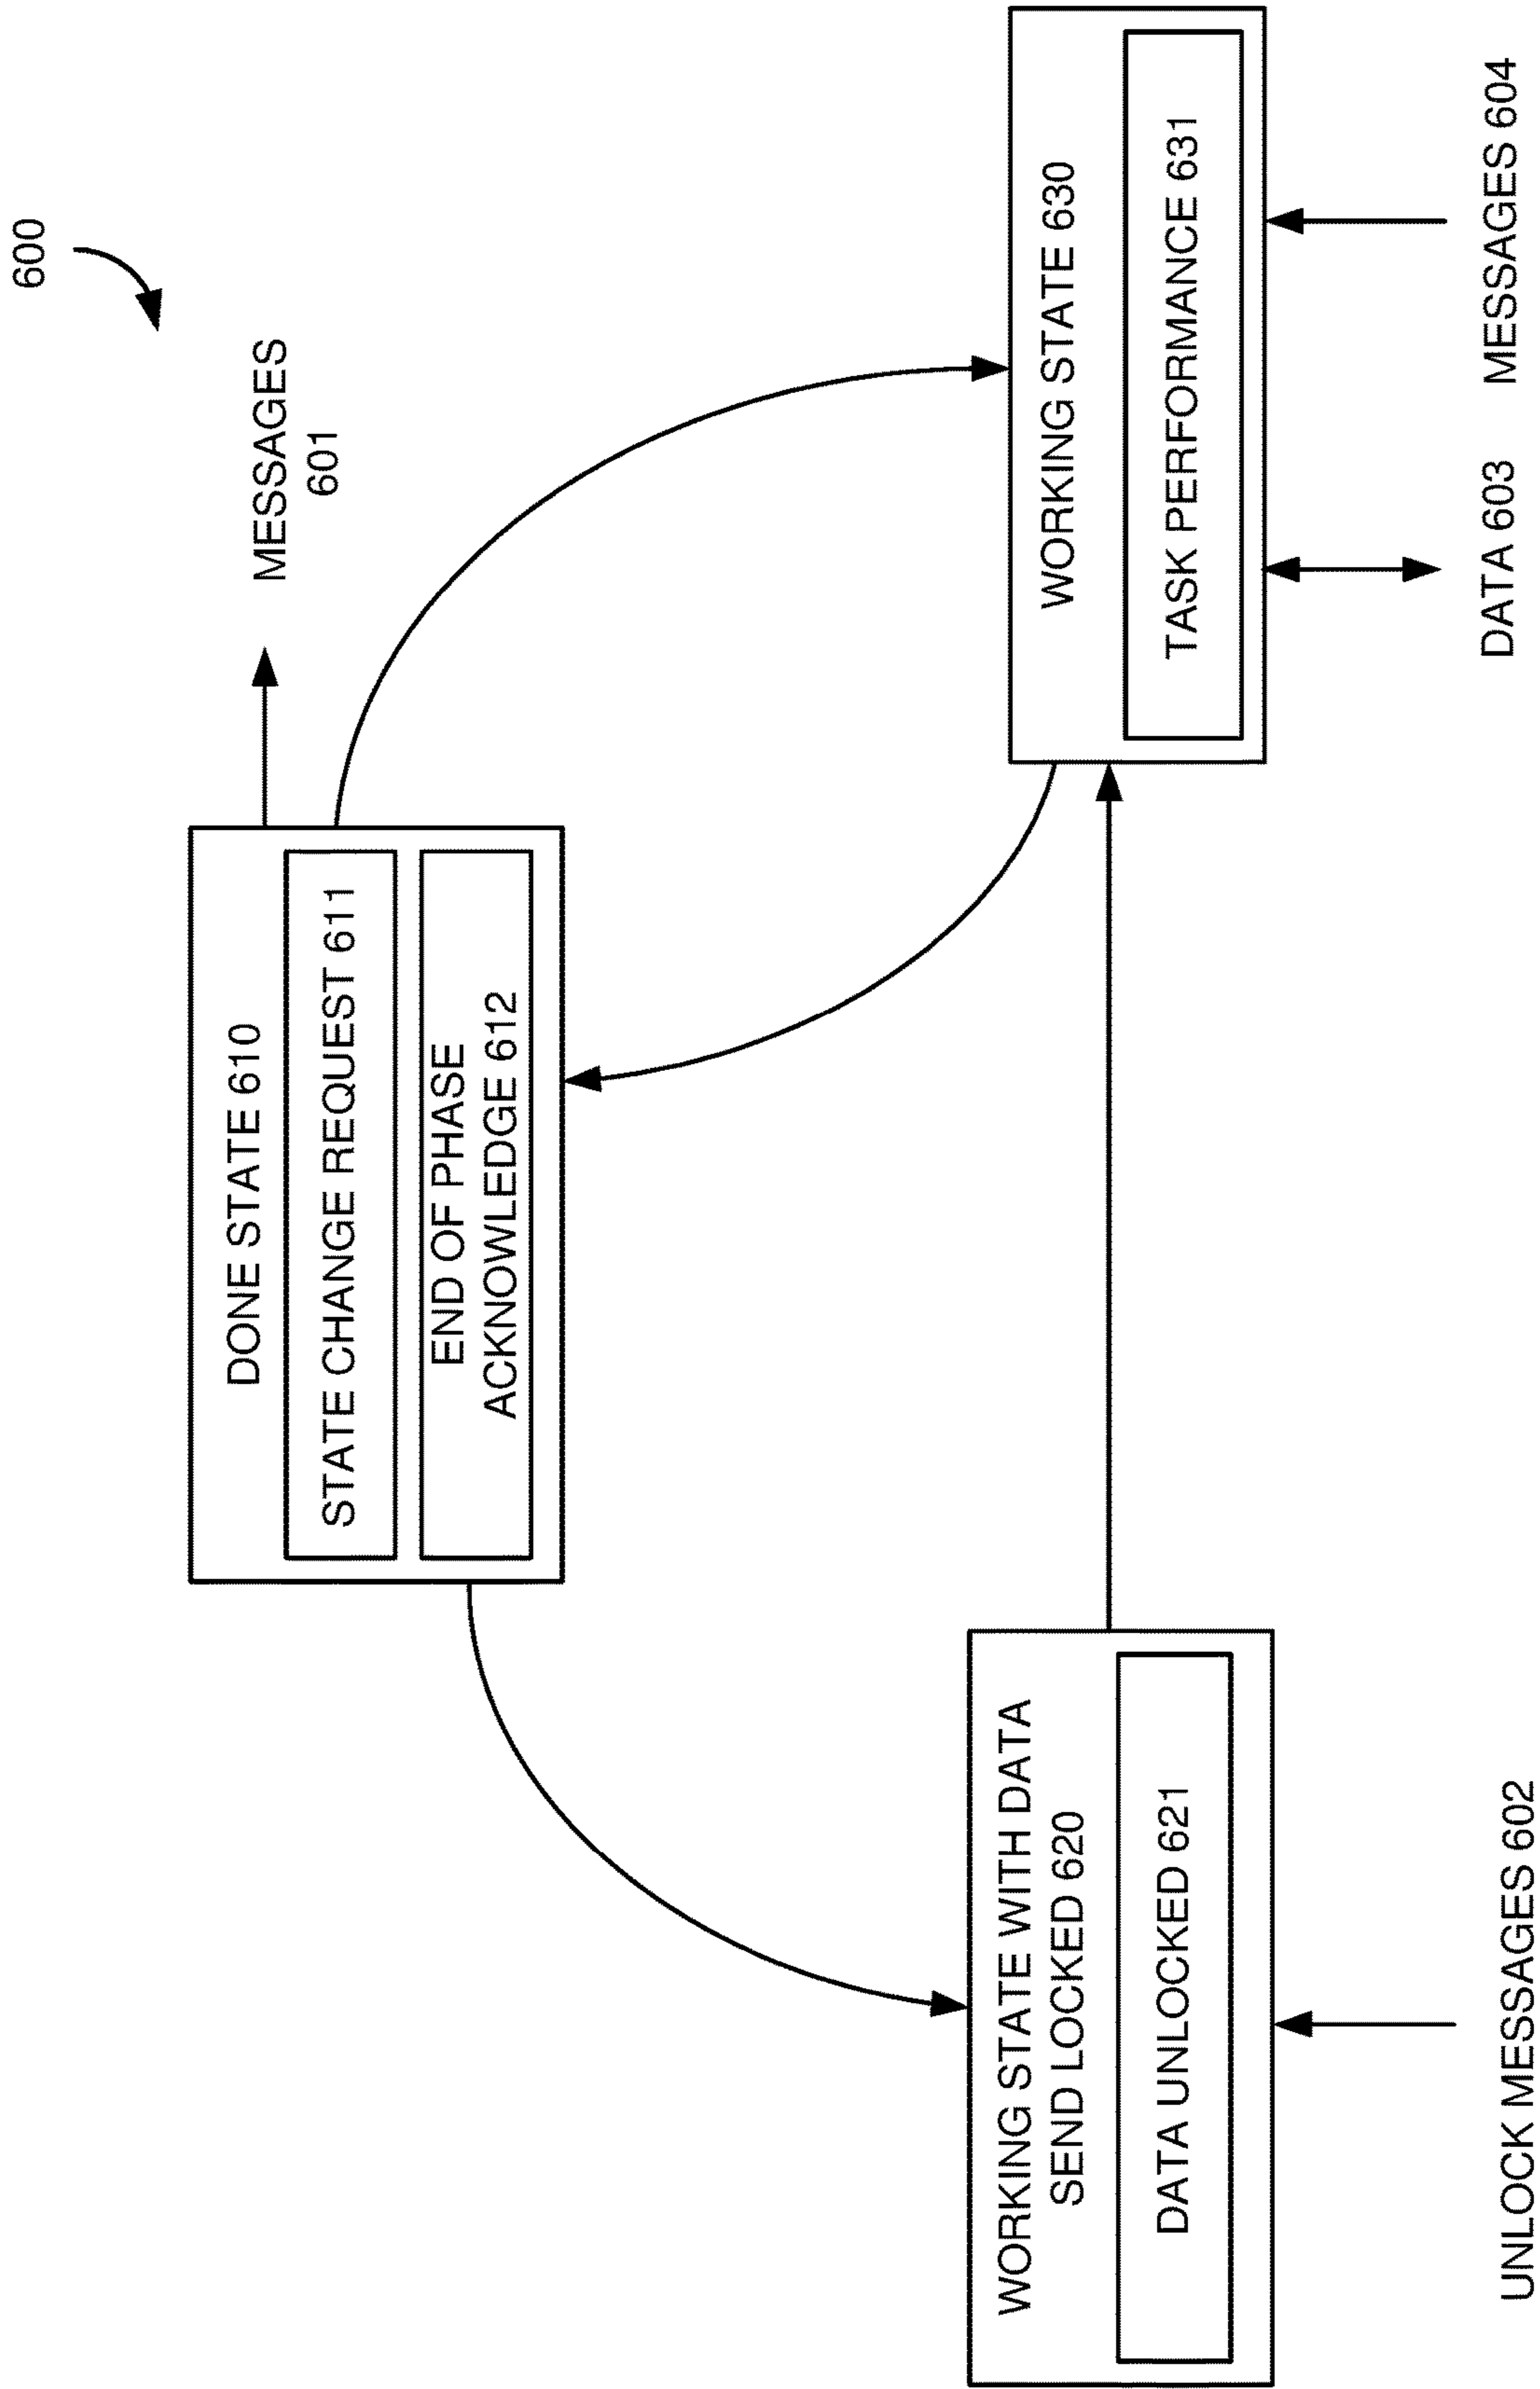 600
MESSAGES
601
DONE STATE 610
STATE CHANGE REQUEST 611
END OF PHASE
ACKNOWLEDGE 612
WORKING STATE WITH DATA
SEND LOCKED 620
DATA UNLOCKED 621
WORKING STATE 630
TASK PERFORMANCE 631
UNLOCK MESSAGES 602
DATA 603
MESSAGES 604